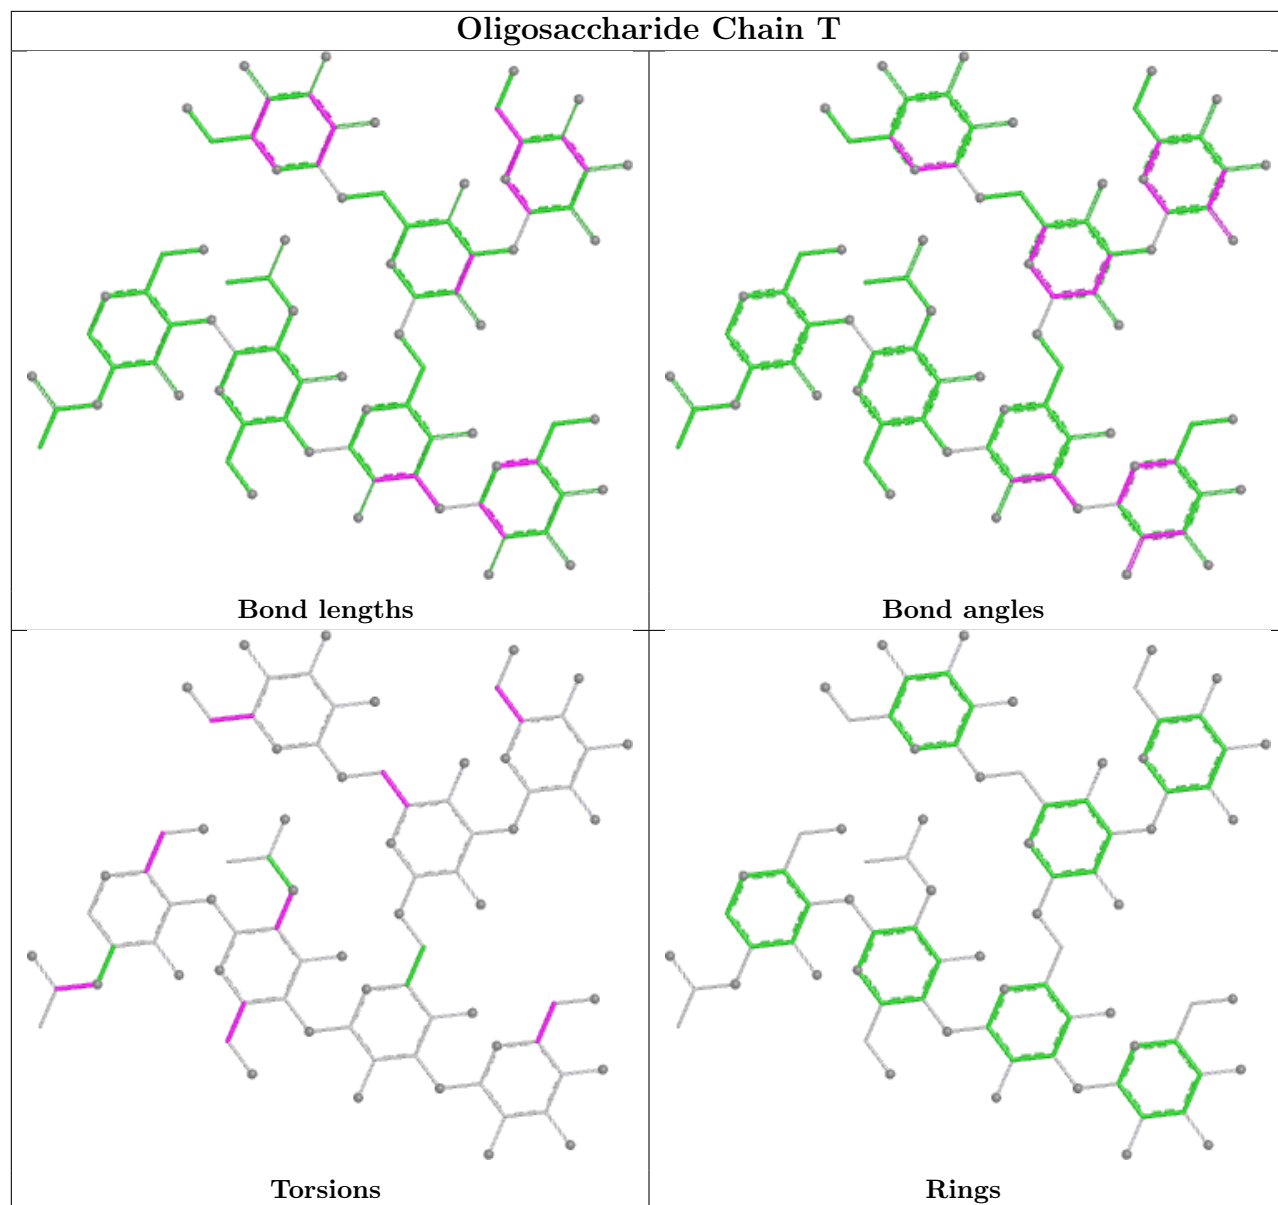 Oligosaccharide Chain T
Bond lengths
Bond angles
Torsions
Rings